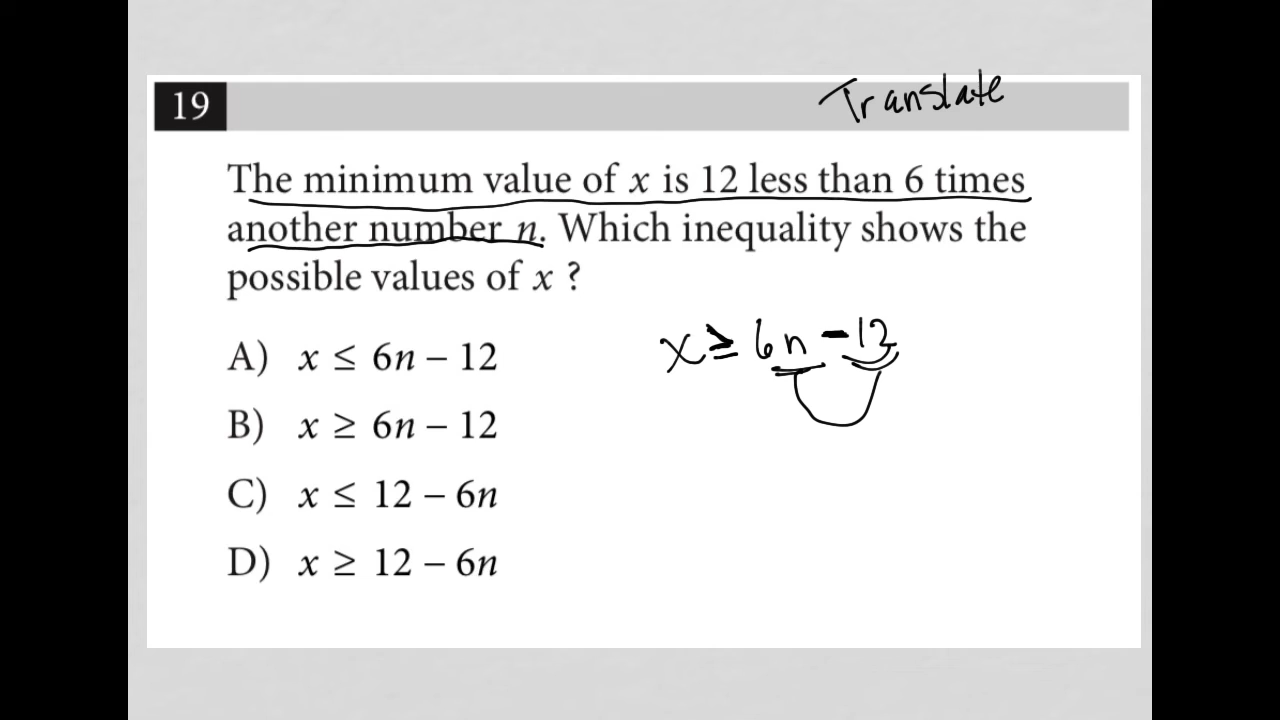 19
Translate
The minimum value of x is 12 less than 6 times
another number n. Which inequality shows the
possible values of x ?
x ≥ 6n - 12
A) x ≤ 6n – 12
B) x ≥ 6n – 12
C) x ≤ 12 – 6n
D) x ≥ 12 – 6n